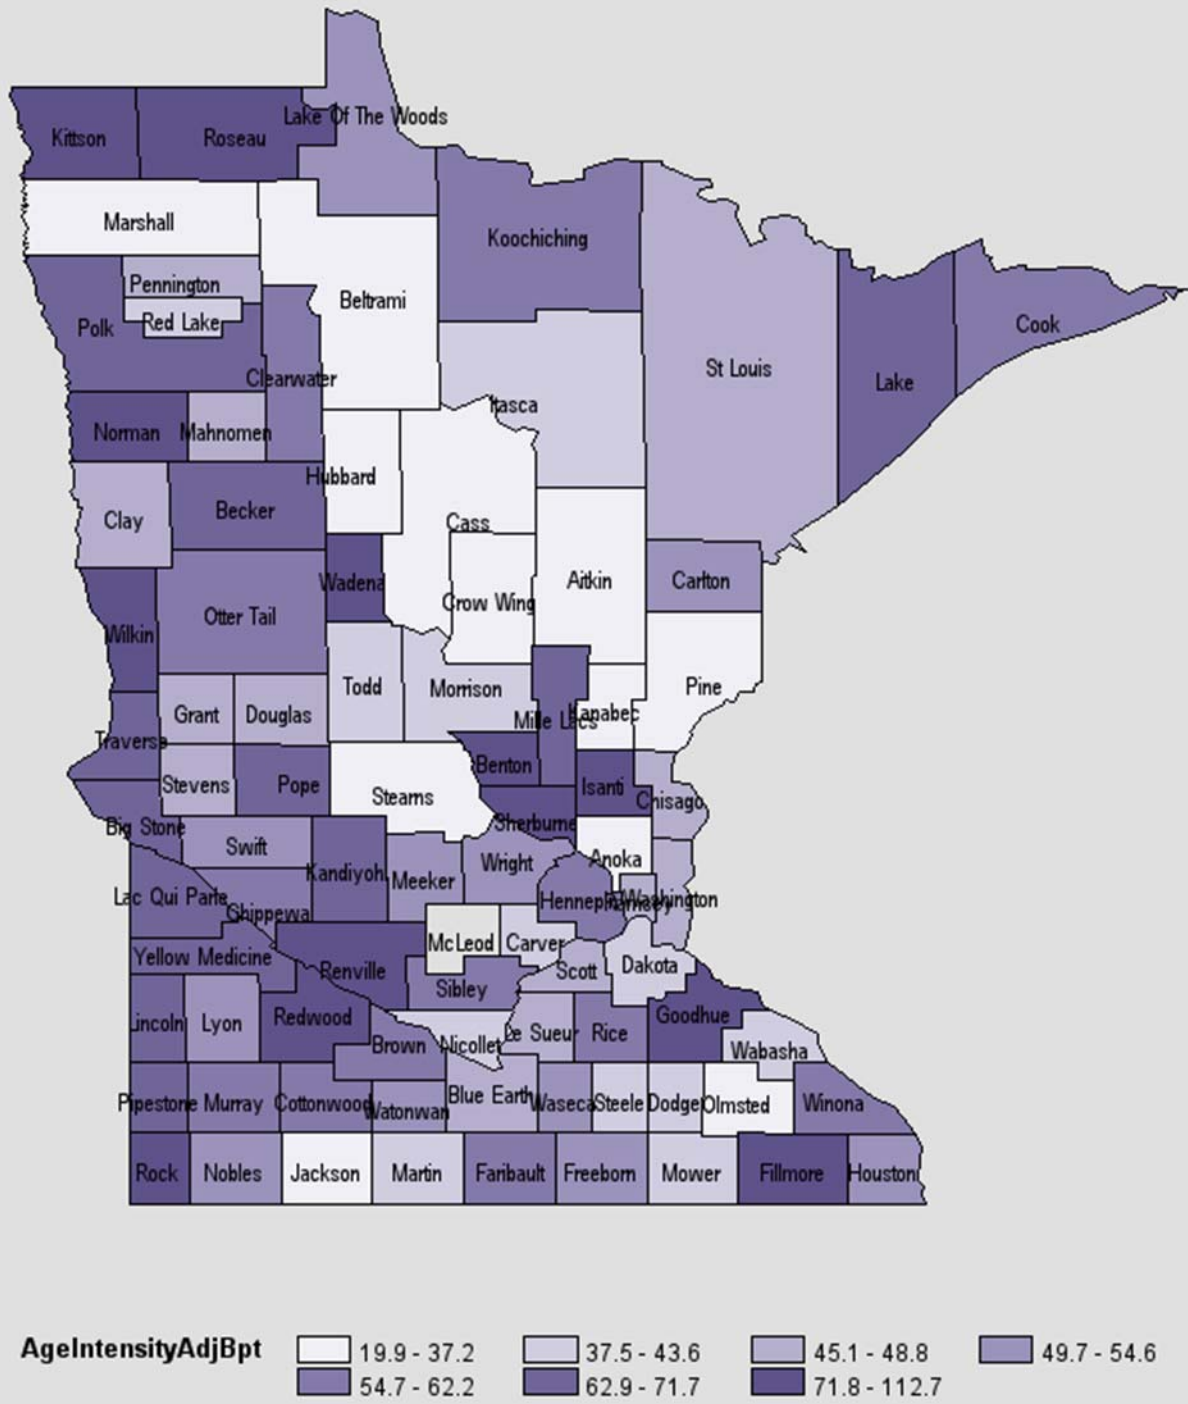 Lake Of The Woods
Kittson
Roseau
Marshall
Koochiching
Pennington
Beltrami
Red Lake
Polk
Cook
St Louis
Clearwater
Lake
Itasca
Norman
Mahnomen
Hubbard
Becker
Clay
Cass
Wadena
Aitkin
Carlton
Crow Wing
Otter Tail
Wilkin
Todd
Morrison
Pine
Grant
Douglas
Mille Lacs
Kanabec
Traverse
Stevens
Pope
Stearns
Benton
Isanti
Chisago
Big Stone
Sherburne
Swift
Wright
Anoka
Kandiyohi
Meeker
Lac Qui Parle
Chippewa
Hennepin
Ramsey
Washington
McLeod
Carver
Yellow Medicine
Renville
Scott
Dakota
Sibley
Lincoln
Lyon
Redwood
Goodhue
Brown
Nicollet
Le Sueur
Rice
Wabasha
Pipestone
Murray
Cottonwood
Watonwan
Blue Earth
Waseca
Steele
Dodge
Olmsted
Winona
Rock
Nobles
Jackson
Martin
Faribault
Freeborn
Mower
Fillmore
Houston
AgeIntensityAdjBpt
19.9 - 37.2
37.5 - 43.6
45.1 - 48.8
49.7 - 54.6
54.7 - 62.2
62.9 - 71.7
71.8 - 112.7